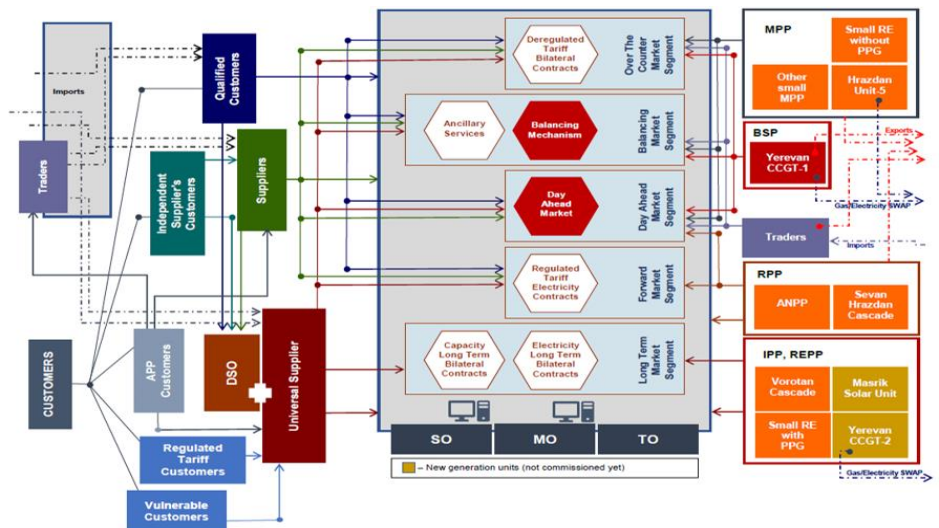 Imports
Traders
Qualified
Customers
Independent
Supplier's
Customers
Suppliers
CUSTOMERS
APP
Customers
DSO
Universal Supplier
Regulated
Tariff
Customers
Vulnerable
Customers
Deregulated
Tariff
Bilateral
Contracts
Over The
Counter
Market
Segment
Ancillary
Services
Balancing
Mechanism
Balancing
Market
Segment
Day
Ahead
Market
Day Ahead
Market
Segment
Regulated
Tariff
Electricity
Contracts
Forward
Market
Segment
Capacity
Long Term
Bilateral
Contracts
Electricity
Long Term
Bilateral
Contracts
Long Term
Market
Segment
SO
MO
TO
– New generation units (not commissioned yet)
MPP
Small RE
without
PPG
Other
small
MPP
Hrazdan
Unit-5
BSP
Yerevan
CCGT-1
Exports
Gas/Electricity SWAP
Traders
Imports
RPP
ANPP
Sevan
Hrazdan
Cascade
IPP, REPP
Vorotan
Cascade
Masrik
Solar Unit
Small RE
with
PPG
Yerevan
CCGT-2
Gas/Electricity SWAP